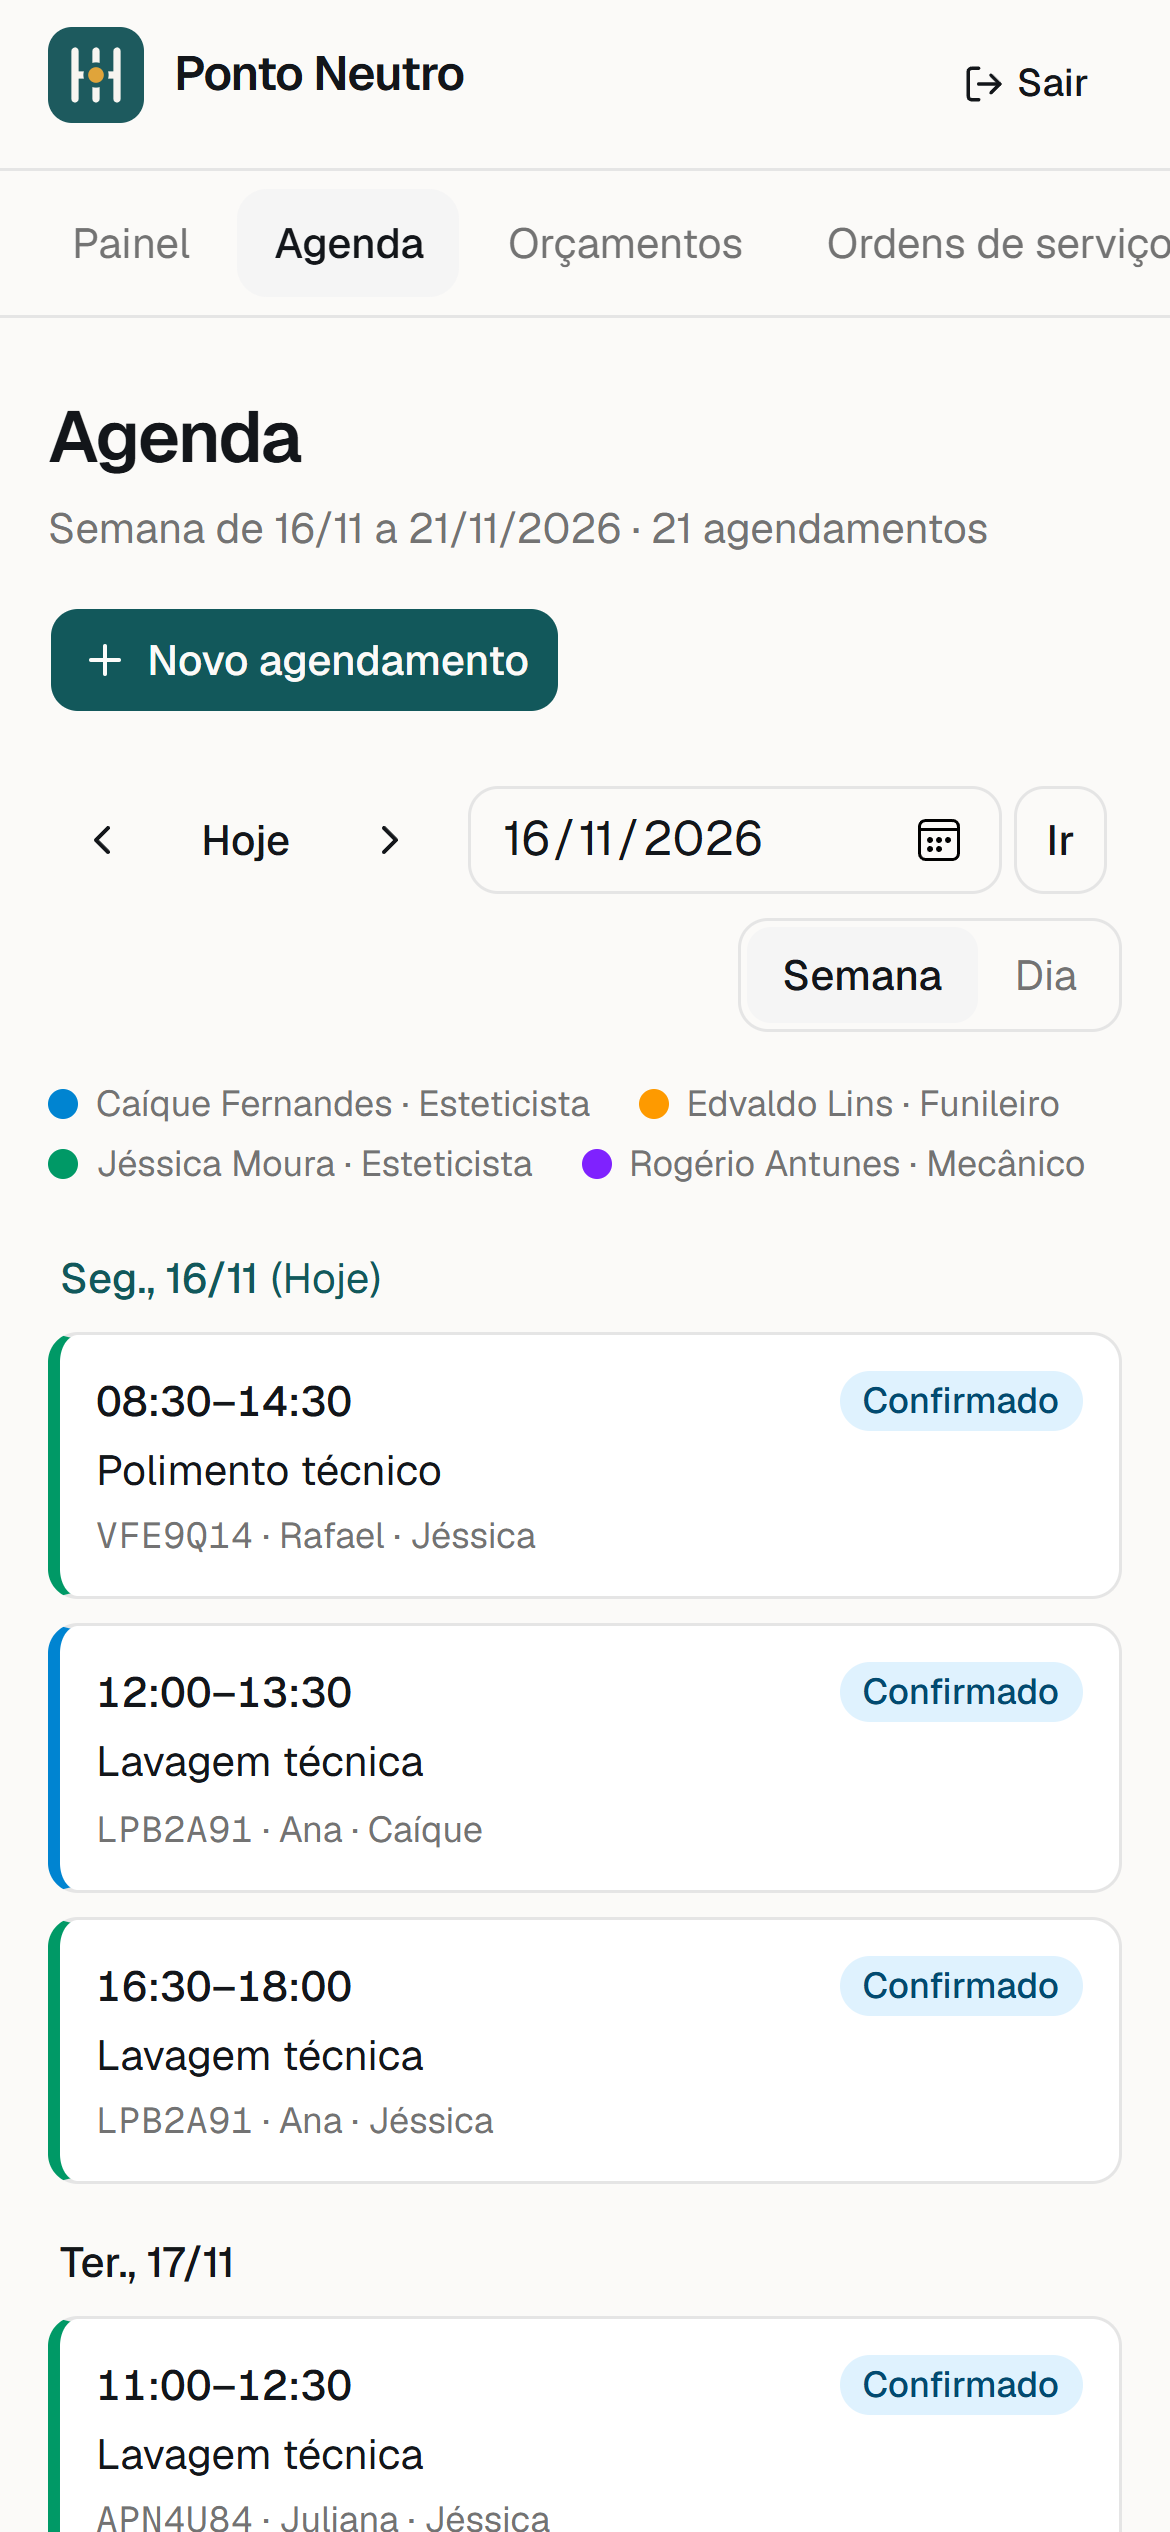 Ponto Neutro
Sair
Painel Agenda Orçamentos Ordens de serviço
Agenda
Semana de 16/11 a 21/11/2026 · 21 agendamentos
Novo agendamento
Hoje 16/11/2026 Ir
Semana Dia
Caíque Fernandes · Esteticista Edvaldo Lins · Funileiro
Jéssica Moura · Esteticista Rogério Antunes · Mecânico
Seg., 16/11 (Hoje)
08:30–14:30 Confirmado
Polimento técnico
VFE9Q14 · Rafael · Jéssica
12:00–13:30 Confirmado
Lavagem técnica
LPB2A91 · Ana · Caíque
16:30–18:00 Confirmado
Lavagem técnica
LPB2A91 · Ana · Jéssica
Ter., 17/11
11:00–12:30 Confirmado
Lavagem técnica
APN4U84 · Juliana · Jéssica